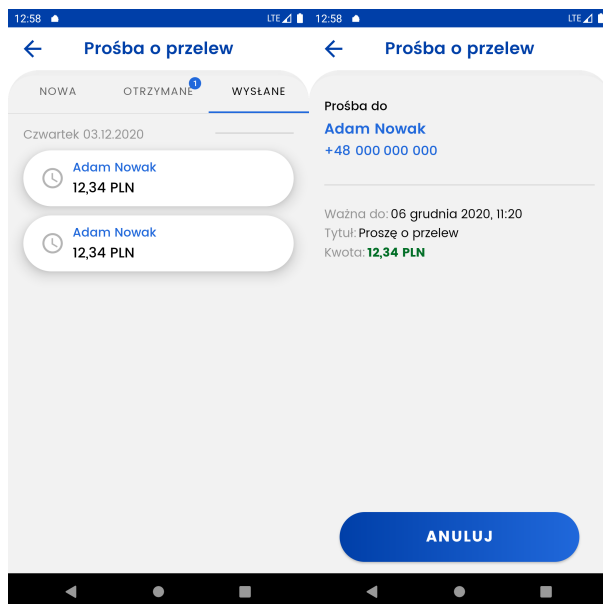 12:58
LTE
Prośba o przelew
NOWA
OTRZYMANE
1
WYSŁANE
Czwartek 03.12.2020
Adam Nowak
12,34 PLN
Adam Nowak
12,34 PLN
12:58
LTE
Prośba o przelew
Prośba do
Adam Nowak
+48 000 000 000
Ważna do: 06 grudnia 2020, 11:20
Tytuł: Proszę o przelew
Kwota: 12,34 PLN
ANULUJ